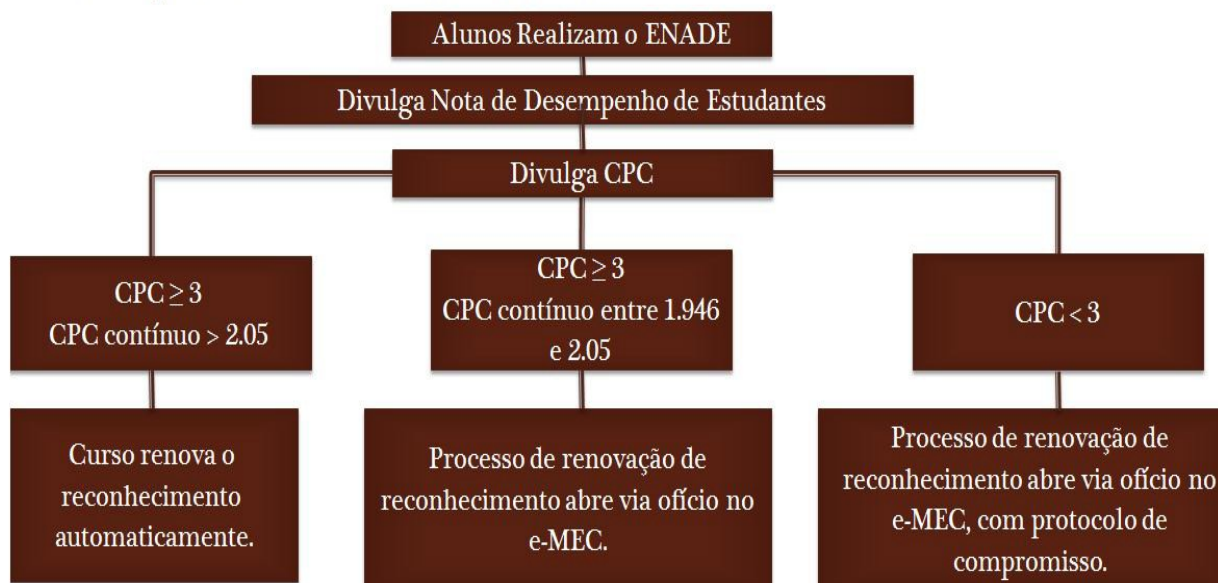 Alunos Realizam o ENADE
Divulga Nota de Desempenho de Estudantes
Divulga CPC
CPC ≥ 3
CPC contínuo > 2.05
CPC ≥ 3
CPC contínuo entre 1.946
e 2.05
CPC < 3
Curso renova o
reconhecimento
automaticamente.
Processo de renovação de
reconhecimento abre via ofício no
e-MEC.
Processo de renovação de
reconhecimento abre via ofício no
e-MEC, com protocolo de
compromisso.